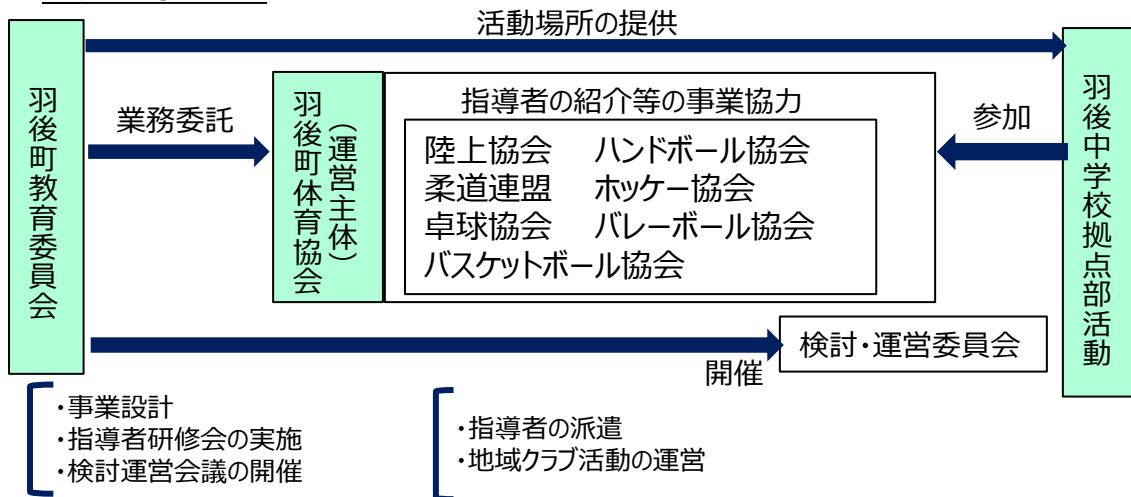 活動場所の提供
羽後町教育委員会
業務委託
羽後町体育協会
（運営主体）
指導者の紹介等の事業協力
陸上協会　ハンドボール協会
柔道連盟　ホッケー協会
卓球協会　バレーボール協会
バスケットボール協会
参加
羽後中学校拠点部活動
検討・運営委員会
開催
・事業設計
・指導者研修会の実施
・検討運営会議の開催
・指導者の派遣
・地域クラブ活動の運営